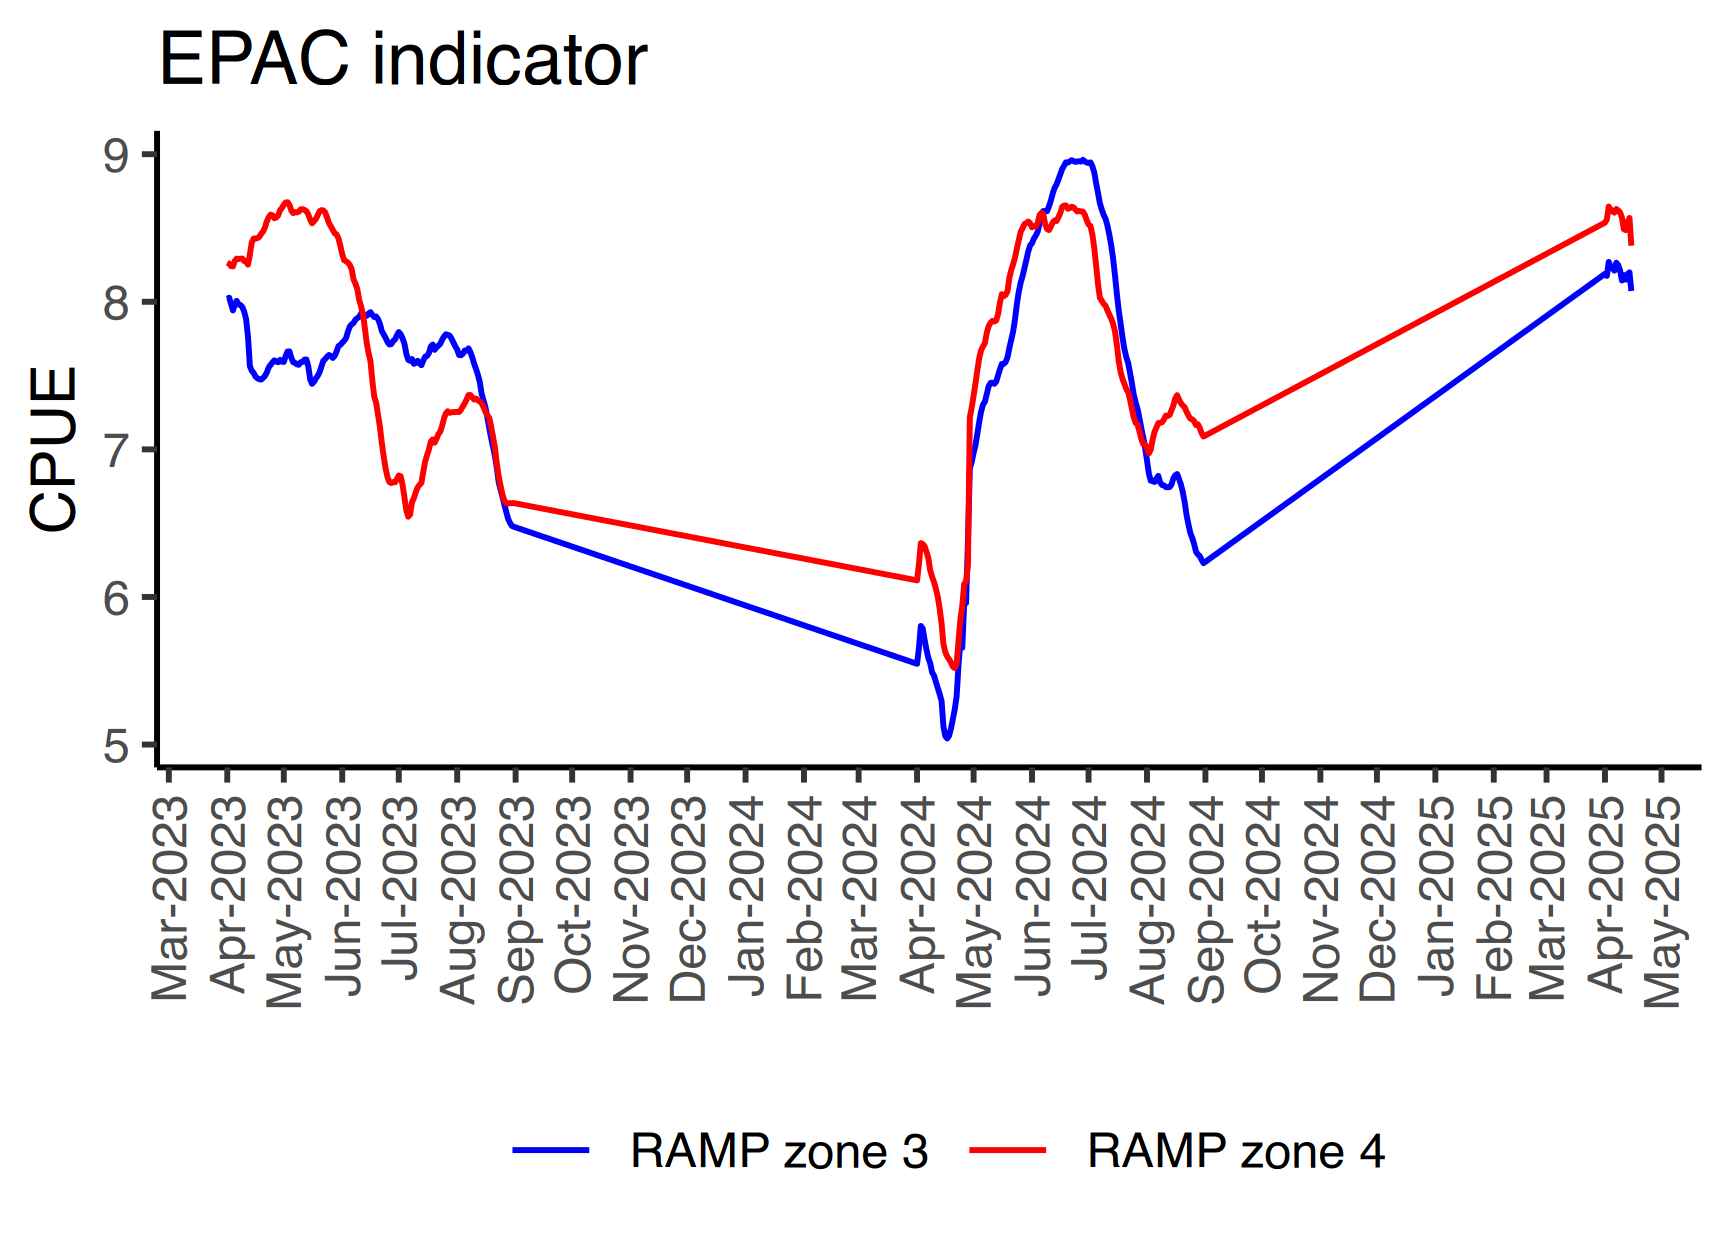 EPAC indicator
CPUE
9
8
7
6
5
Mar-2023
Apr-2023
May-2023
Jun-2023
Jul-2023
Aug-2023
Sep-2023
Oct-2023
Nov-2023
Dec-2023
Jan-2024
Feb-2024
Mar-2024
Apr-2024
May-2024
Jun-2024
Jul-2024
Aug-2024
Sep-2024
Oct-2024
Nov-2024
Dec-2024
Jan-2025
Feb-2025
Mar-2025
Apr-2025
May-2025
RAMP zone 3
RAMP zone 4